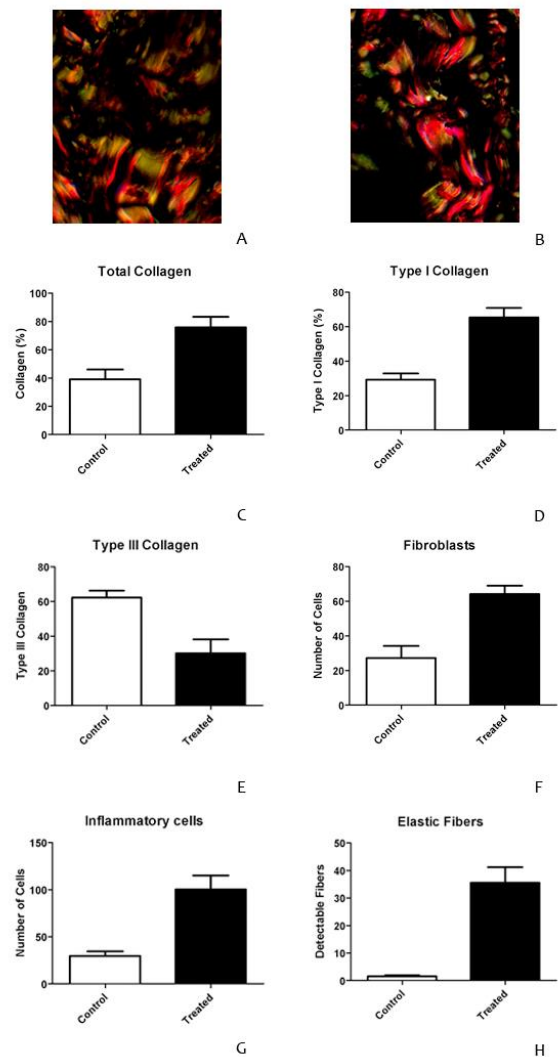 A
B
Total Collagen
Collagen (%)
100
80
60
40
20
0
Control
Treated
C
Type I Collagen
Type I Collagen (%)
80
60
40
20
0
Control
Treated
D
Type III Collagen
Type III Collagen
80
60
40
20
0
Control
Treated
E
Fibroblasts
Number of Cells
80
60
40
20
0
Control
Treated
F
Inflammatory cells
Number of Cells
150
100
50
0
Control
Treated
G
Elastic Fibers
Detectable Fibers
50
40
30
20
10
0
Control
Treated
H